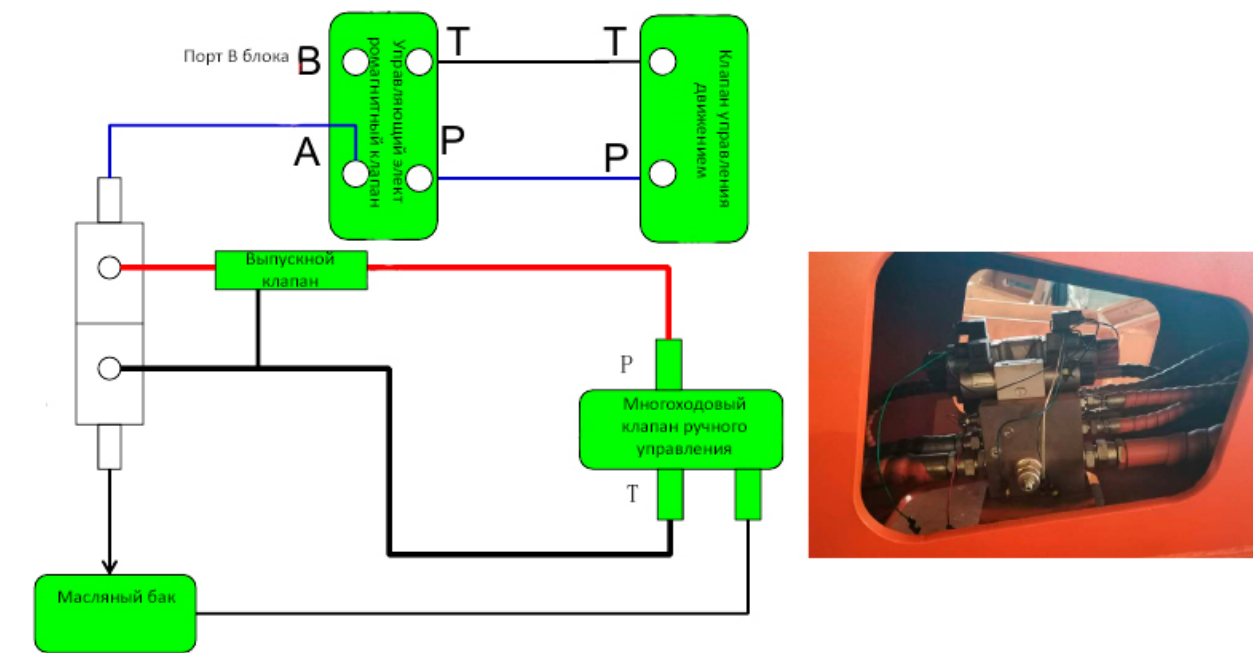 Порт В блока
В
Т
Т
А
Р
Р
Управляющий элект
ромагнитный клапан
Клапан управления
движением
Выпускной
клапан
P
Многоходовый
клапан ручного
управления
T
Масляный бак